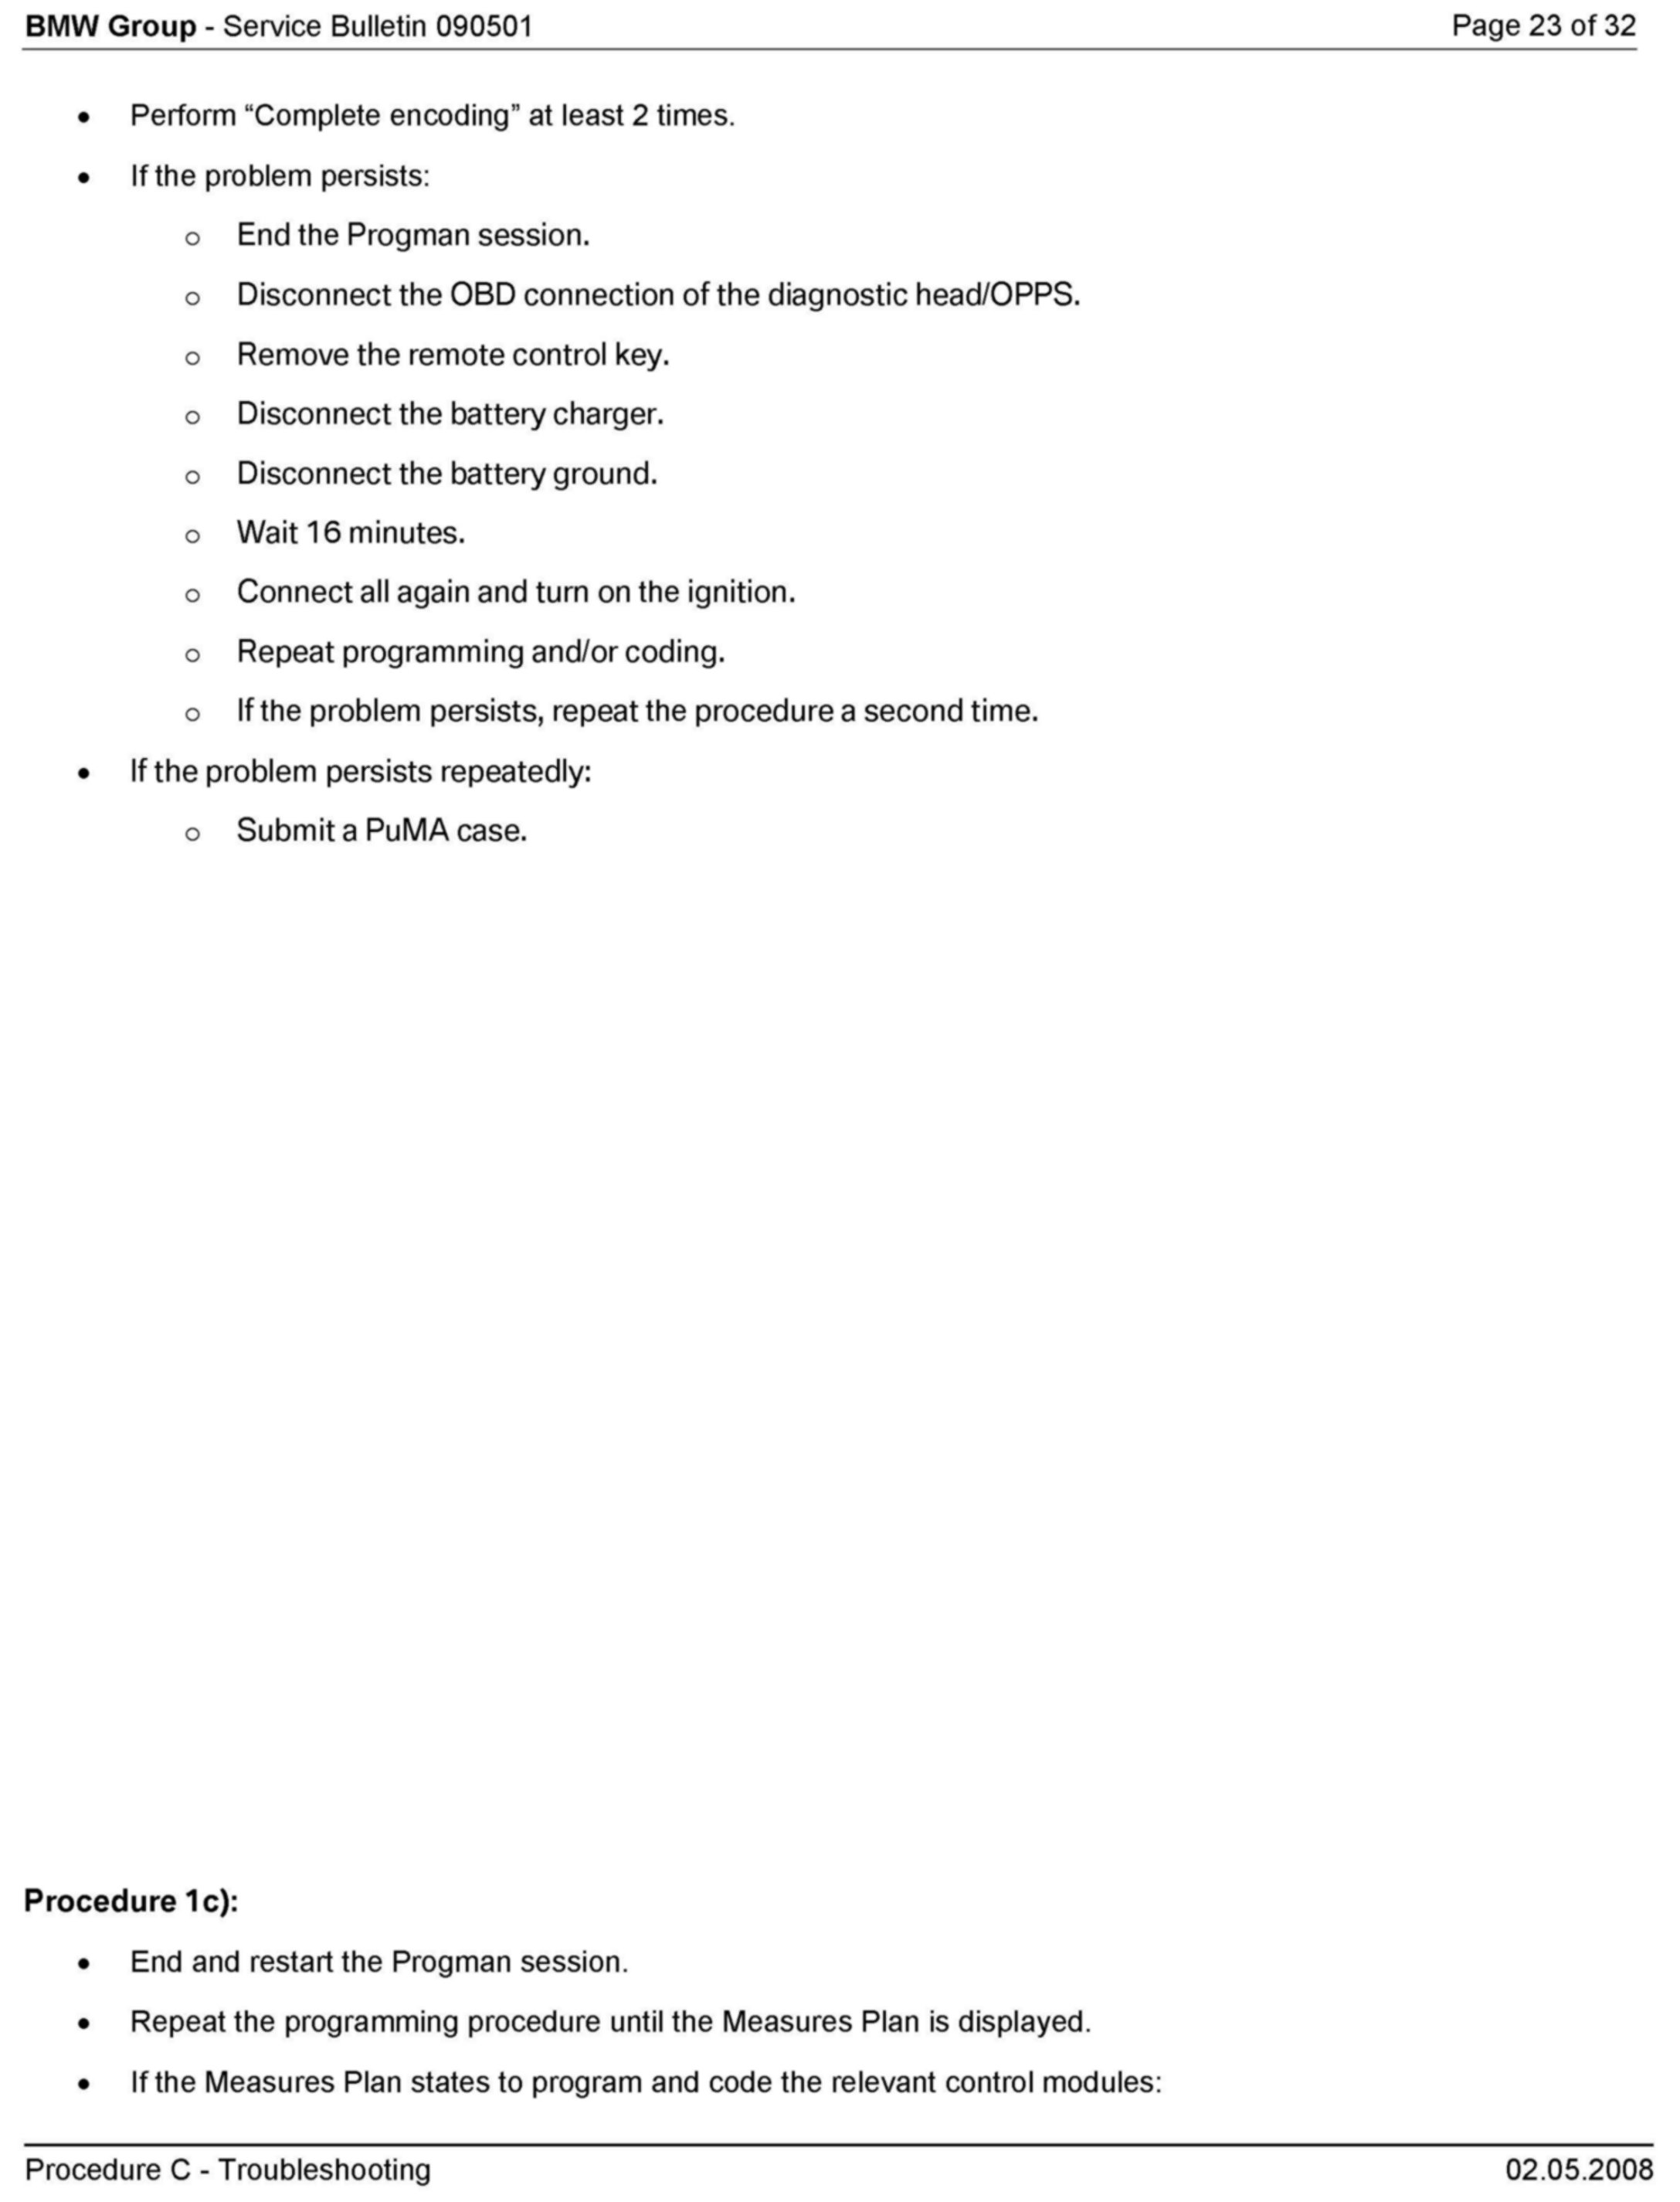 BMW Group - Service Bulletin 090501 Page 23 of 32
• Perform “Complete encoding” at least 2 times.
• If the problem persists:
o End the Progman session.
o Disconnect the OBD connection of the diagnostic head/OPPS.
o Remove the remote control key.
o Disconnect the battery charger.
o Disconnect the battery ground.
o Wait 16 minutes.
o Connect all again and turn on the ignition.
o Repeat programming and/or coding.
o If the problem persists, repeat the procedure a second time.
• If the problem persists repeatedly:
o Submit a PuMA case.
Procedure 1c):
• End and restart the Progman session.
• Repeat the programming procedure until the Measures Plan is displayed.
• If the Measures Plan states to program and code the relevant control modules:
Procedure C - Troubleshooting 02.05.2008